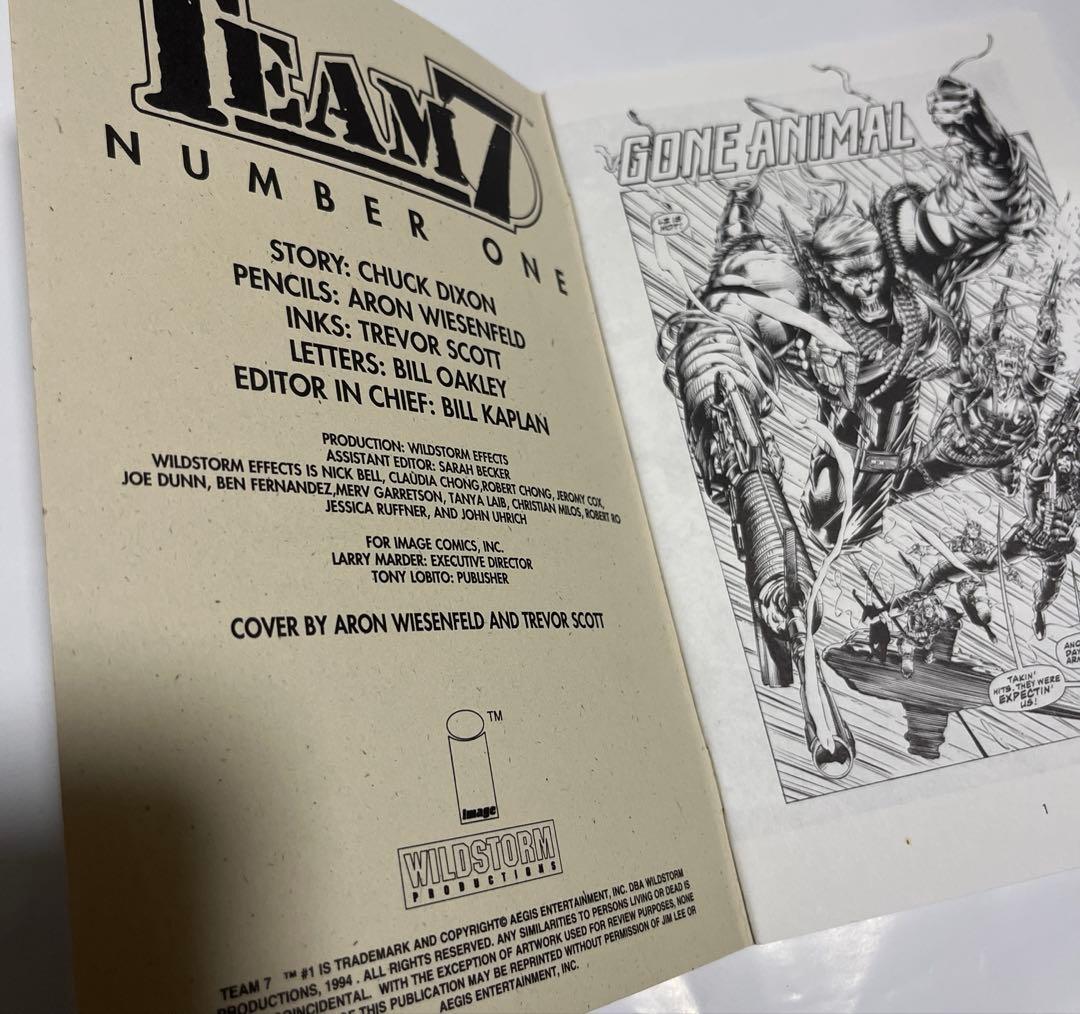 TEAM 7™
NUMBER ONE
STORY: CHUCK DIXON
PENCILS: ARON WIESENFELD
INKS: TREVOR SCOTT
LETTERS: BILL OAKLEY
EDITOR IN CHIEF: BILL KAPLAN
PRODUCTION: WILDSTORM EFFECTS
ASSISTANT EDITOR: SARAH BECKER
WILDSTORM EFFECTS IS NICK BELL, CLAUDIA CHONG,ROBERT CHONG, JEROMY COX,
JOE DUNN, BEN FERNANDEZ,MERV GARRETSON, TANYA LAIB, CHRISTIAN MILOS, ROBERT RO
JESSICA RUFFNER, AND JOHN UHRICH
FOR IMAGE COMICS, INC.
LARRY MARDER: EXECUTIVE DIRECTOR
TONY LOBITO: PUBLISHER
COVER BY ARON WIESENFELD AND TREVOR SCOTT
TM
image
WILDSTORM
PRODUCTIONS
TEAM 7 ™ #1 IS TRADEMARK AND COPYRIGHT© AEGIS ENTERTAINMENT, INC. DBA WILDSTORM
PRODUCTIONS, 1994 . ALL RIGHTS RESERVED. ANY SIMILARITIES TO PERSONS LIVING OR DEAD IS
COINCIDENTAL. WITH THE EXCEPTION OF ARTWORK USED FOR REVIEW PURPOSES, NONE
OF THIS PUBLICATION MAY BE REPRINTED WITHOUT PERMISSION OF JIM LEE OR
AEGIS ENTERTAINMENT, INC.
GONE ANIMAL
LZ IS
HOT!
TAKIN'
HITS. THEY WERE
EXPECTIN'
US!
1